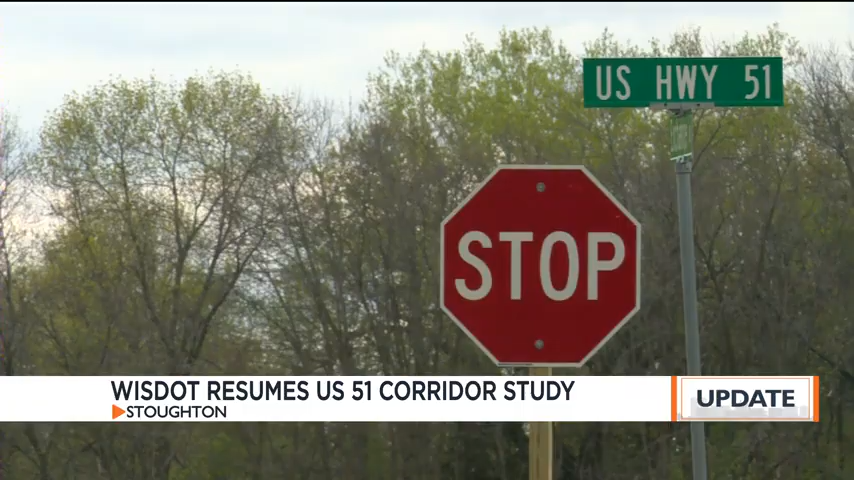 US HWY 51
STOP
WISDOT RESUMES US 51 CORRIDOR STUDY
STOUGHTON
UPDATE